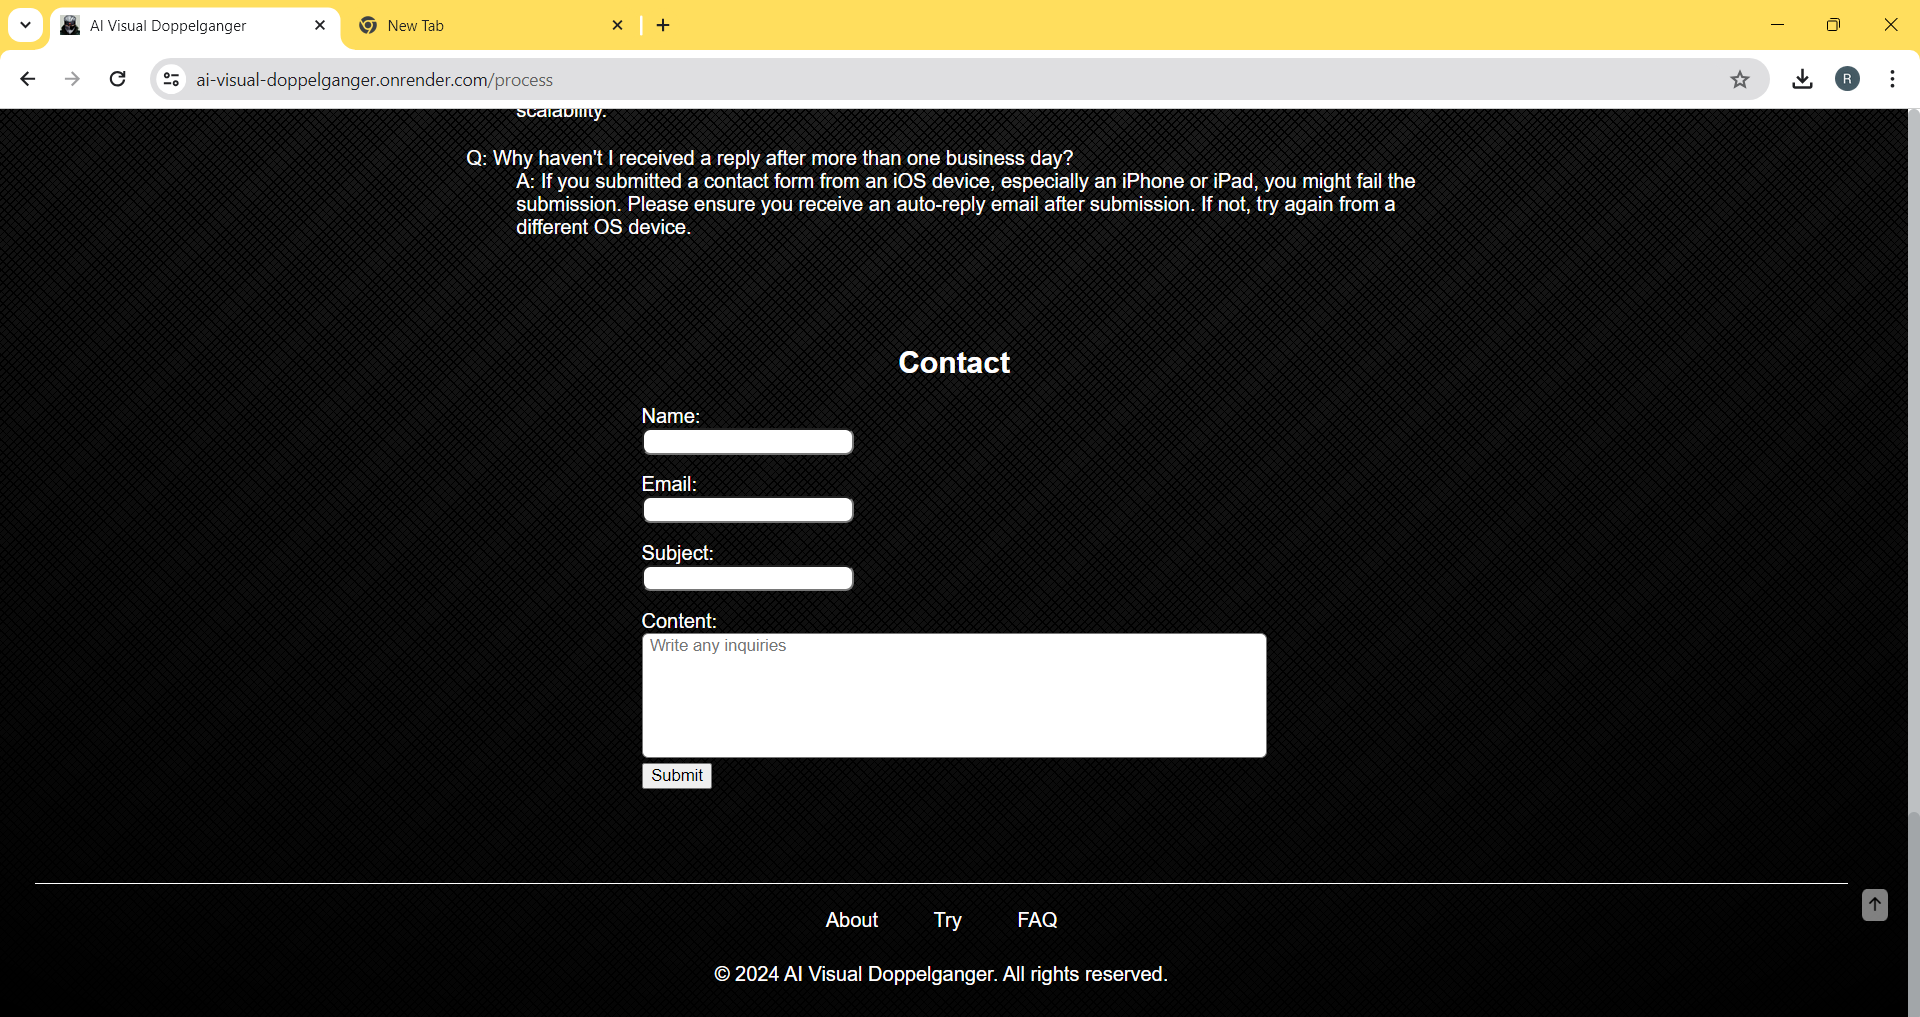 AI Visual Doppelganger
New Tab
ai-visual-doppelganger.onrender.com/process
R
scalability.
Q: Why haven't I received a reply after more than one business day?
A: If you submitted a contact form from an iOS device, especially an iPhone or iPad, you might fail the
submission. Please ensure you receive an auto-reply email after submission. If not, try again from a
different OS device.
Contact
Name:
Email:
Subject:
Content:
Write any inquiries
Submit
About Try FAQ
© 2024 AI Visual Doppelganger. All rights reserved.